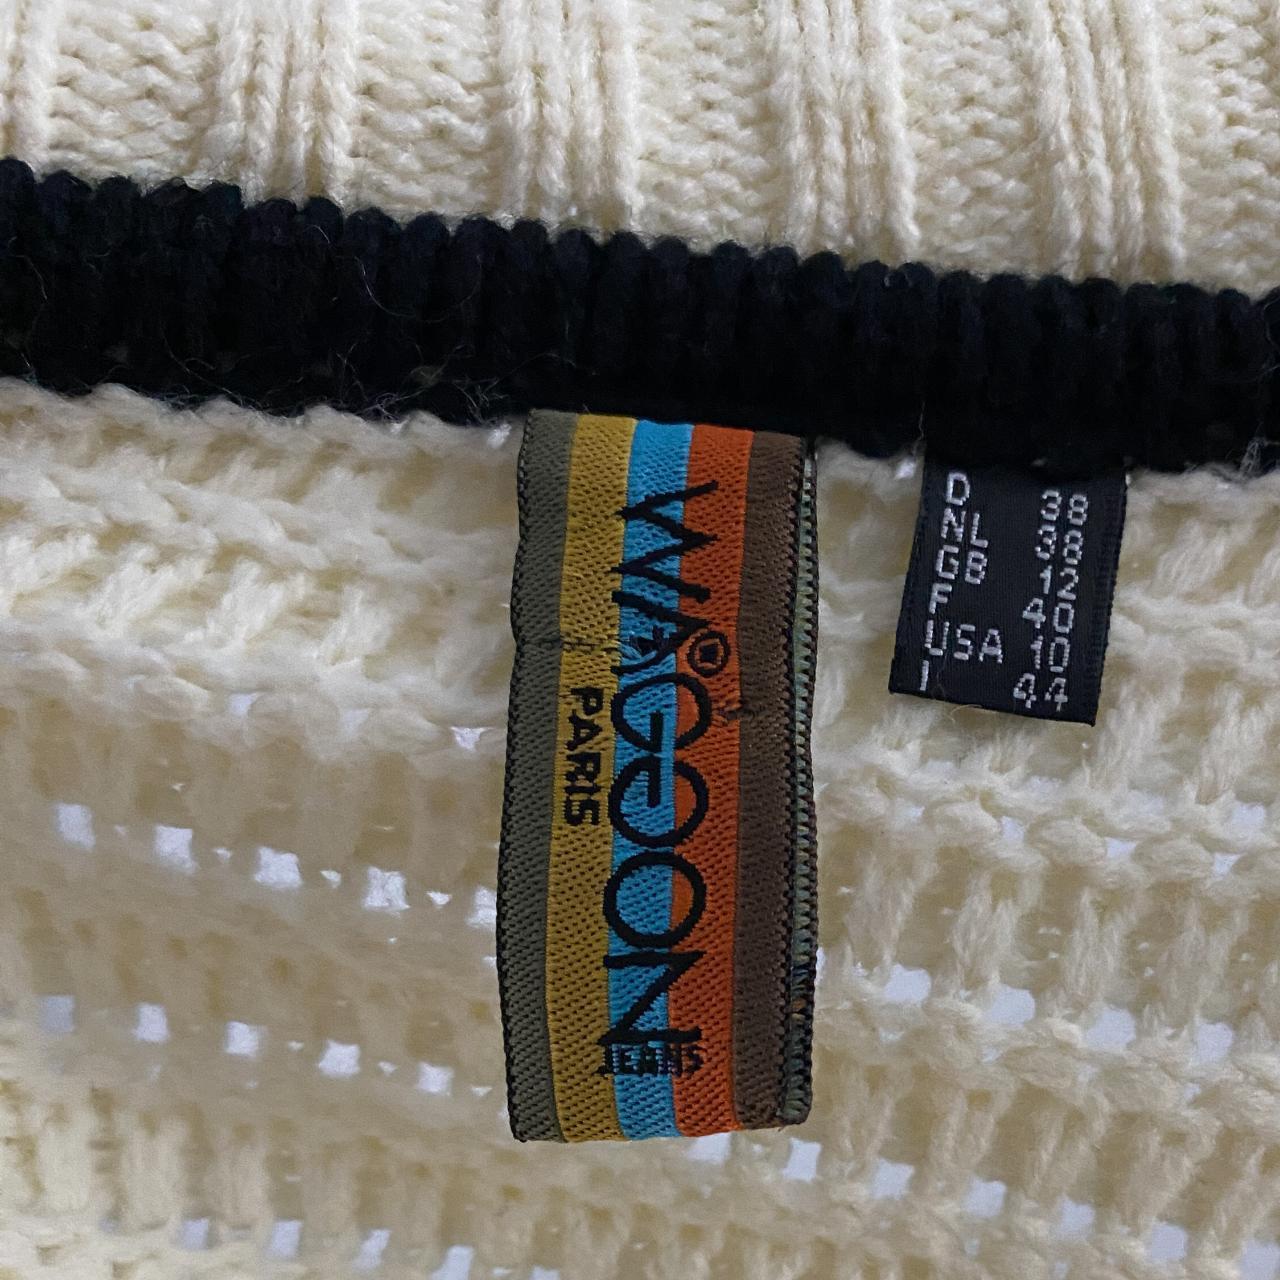 WAGOON
®
PARIS
JEANS
D 38
NL 38
GB 12
F 40
USA 10
I 44